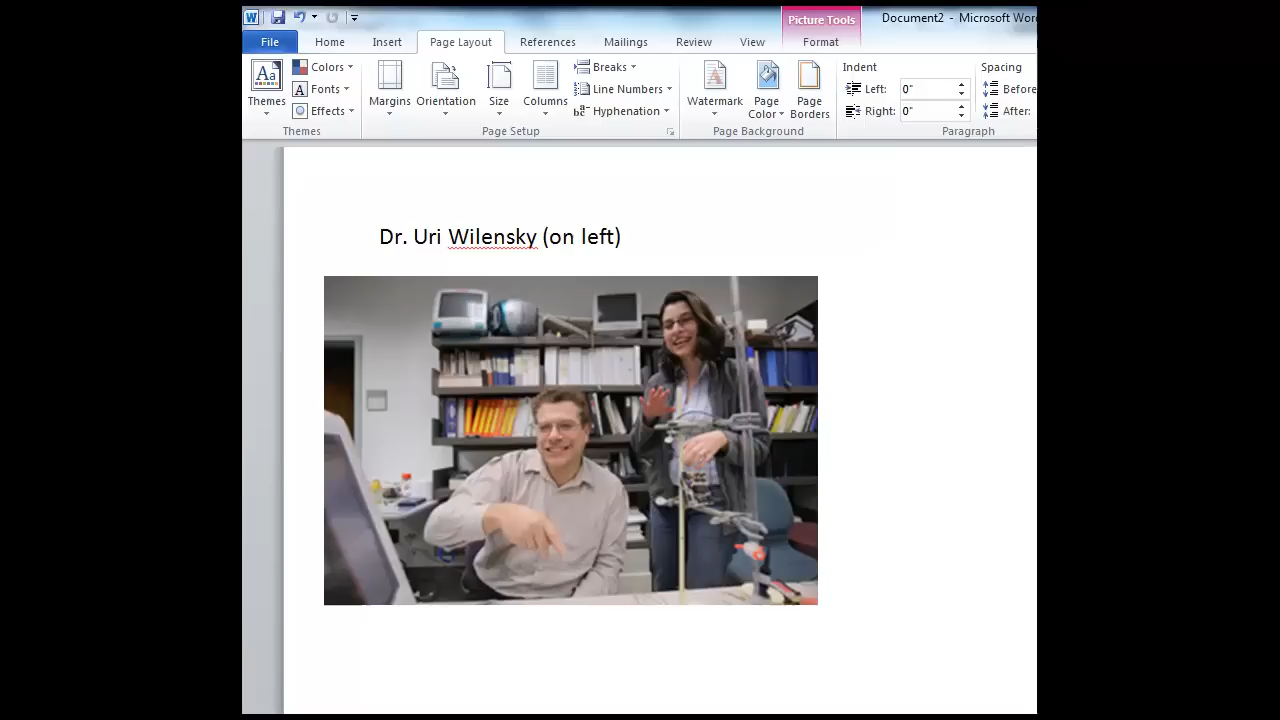 Document2 - Microsoft Wor
Picture Tools
File Home Insert Page Layout References Mailings Review View Format
Themes
Colors
Fonts
Effects
Themes
Margins
Orientation
Size
Columns
Breaks
Line Numbers
Hyphenation
Page Setup
Watermark
Page Color
Page Borders
Page Background
Indent
Left: 0"
Right: 0"
Spacing
Before
After:
Paragraph
Dr. Uri Wilensky (on left)